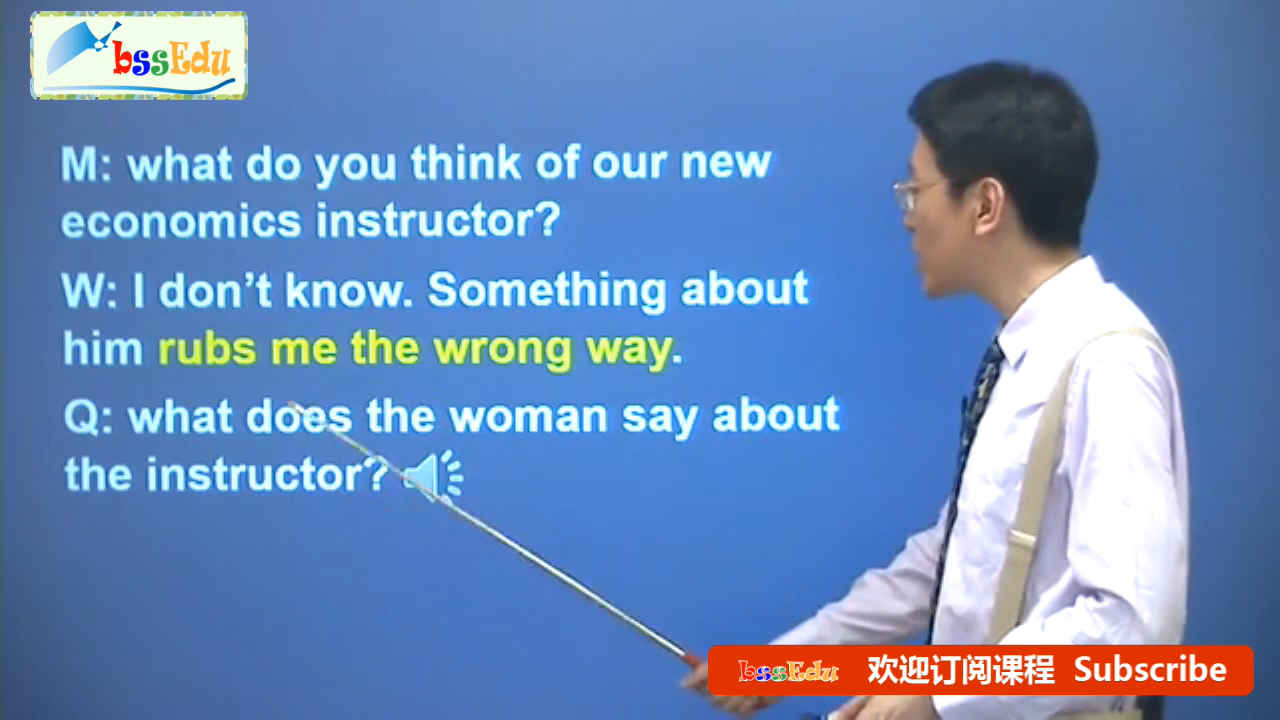 bssEdu
M: what do you think of our new
economics instructor?
W: I don't know. Something about
him rubs me the wrong way.
Q: what does the woman say about
the instructor?
bssEdu 欢迎订阅课程 Subscribe